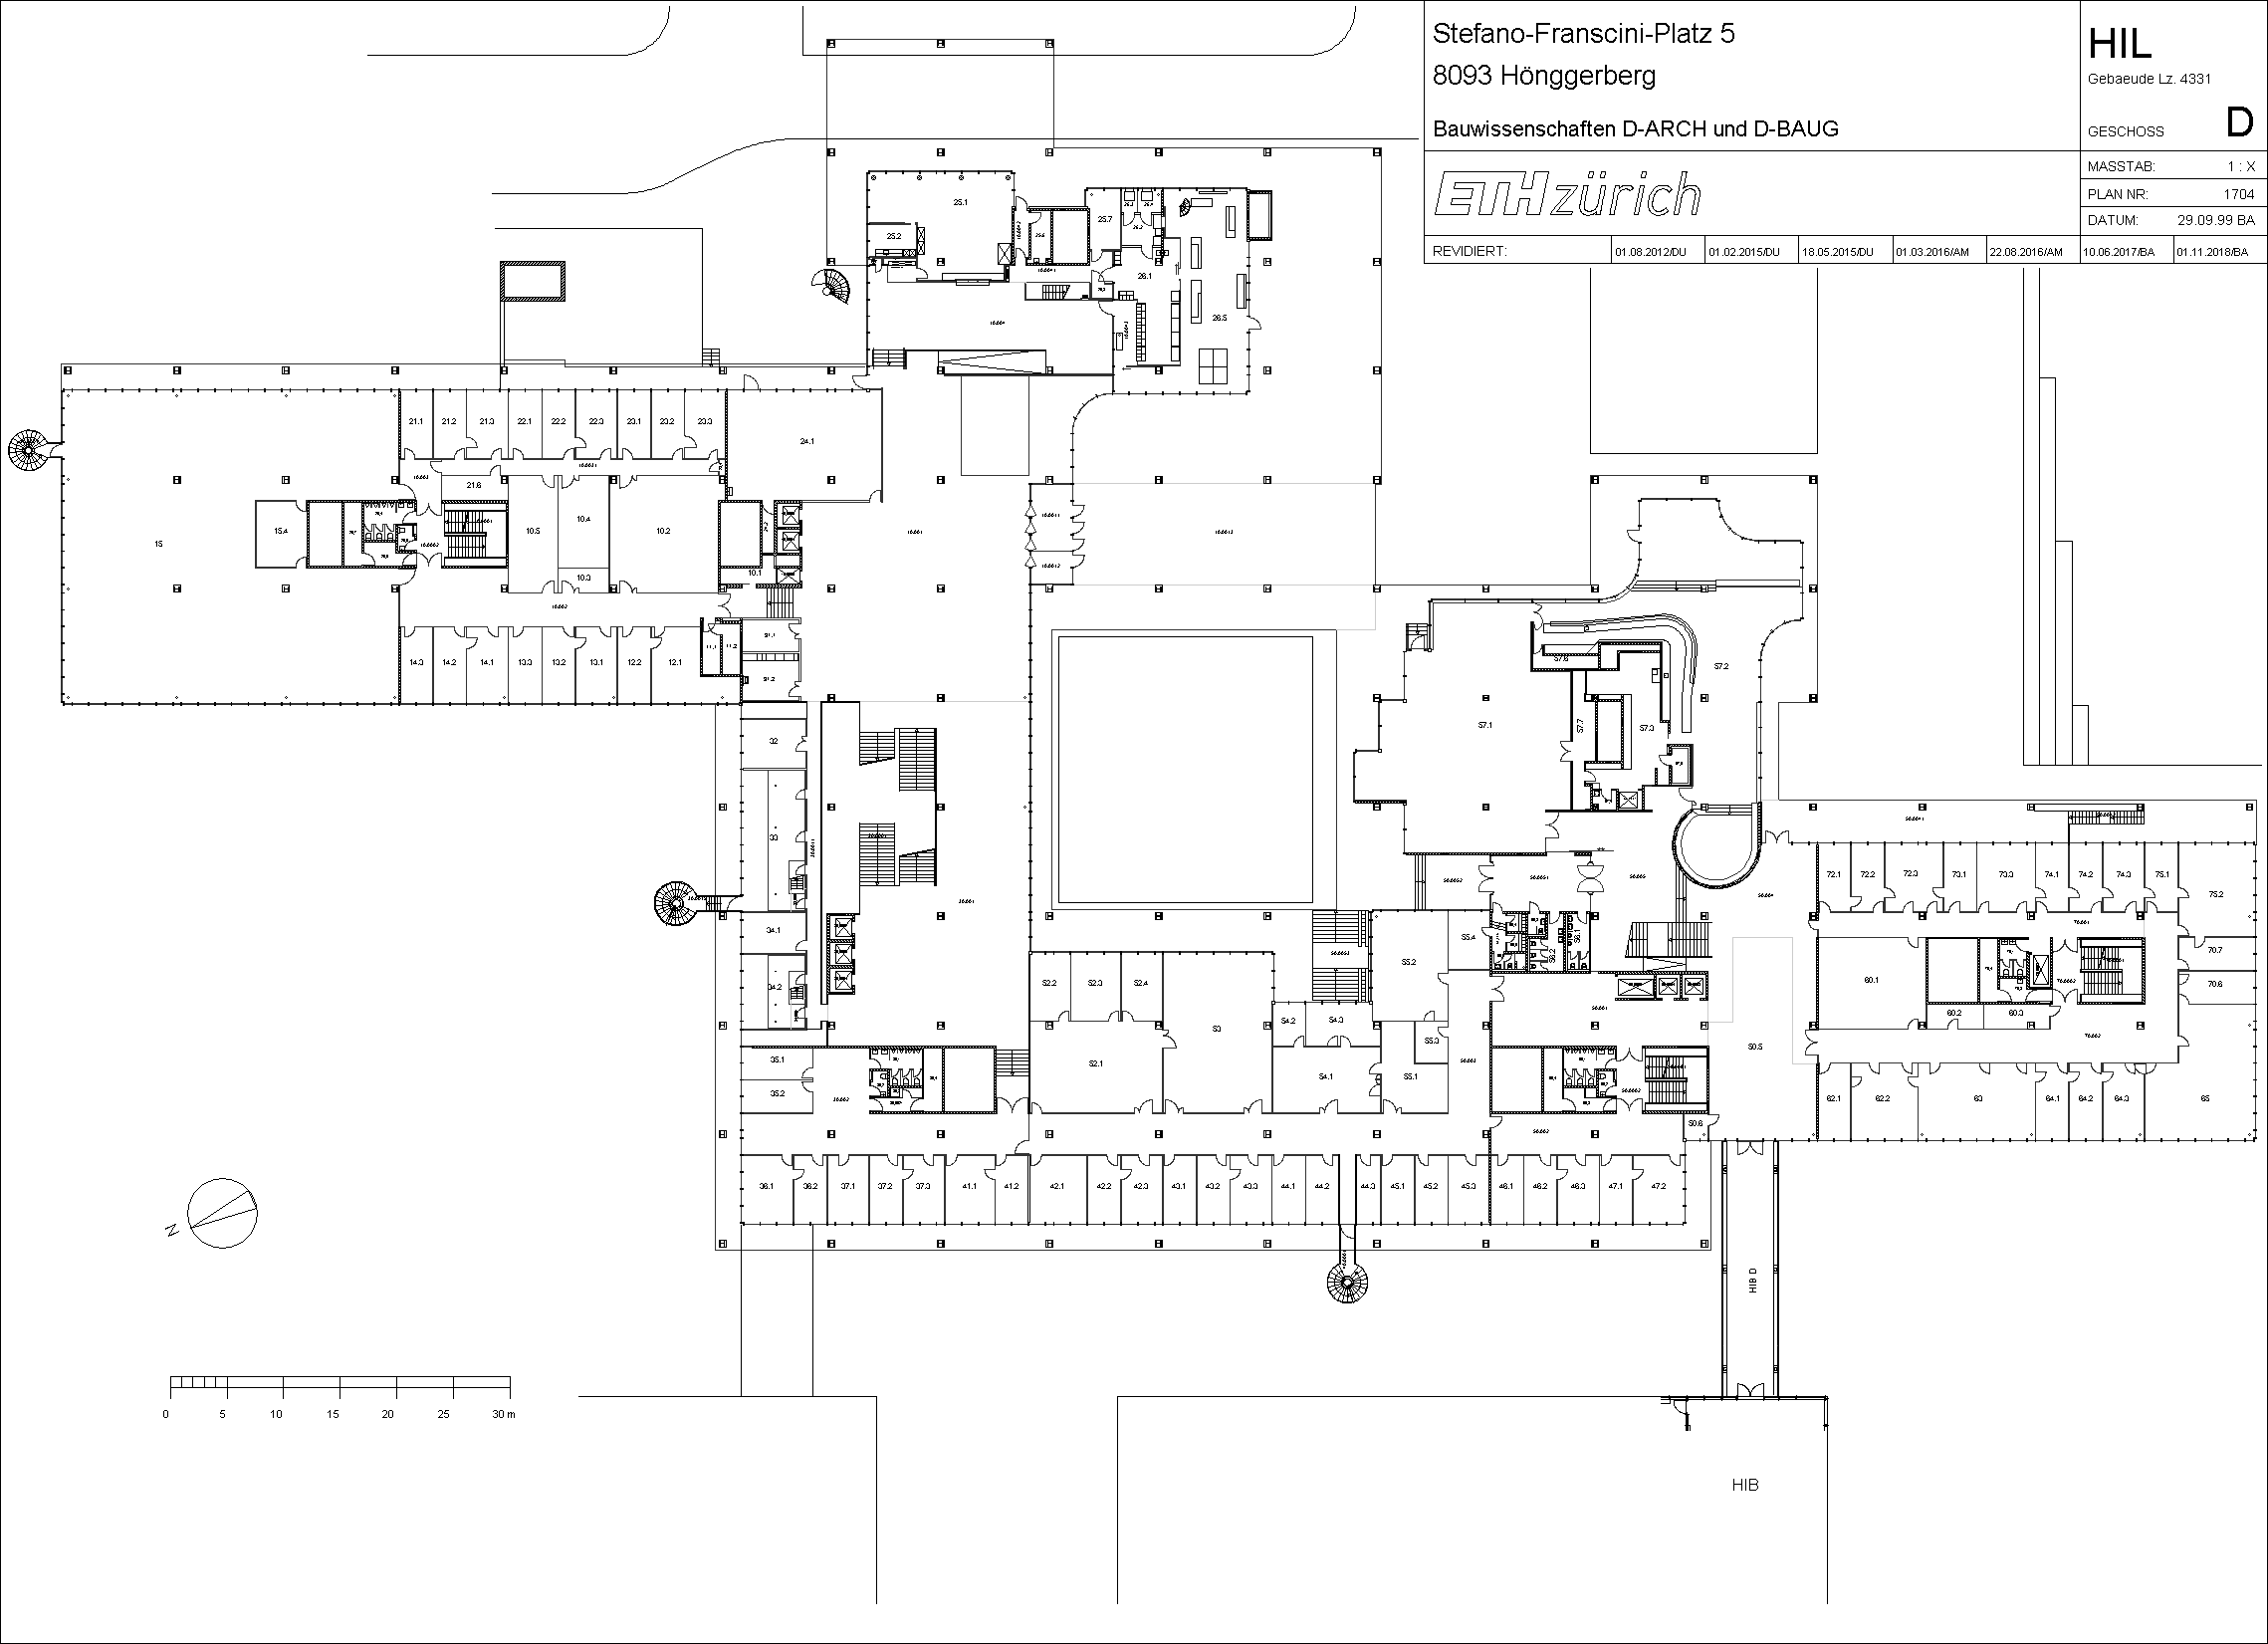 Stefano-Franscini-Platz 5
8093 Hönggerberg
Bauwissenschaften D-ARCH und D-BAUG
HIL
Gebaeude Lz. 4331
GESCHOSS D
ETH zürich
MASSTAB: 1 : X
PLAN NR: 1704
DATUM: 29.09.99 BA
REVIDIERT: 01.08.2012/DU 01.02.2015/DU 18.05.2015/DU 01.03.2016/AM 22.08.2016/AM 10.06.2017/BA 01.11.2018/BA
25.1
25.2
25.7
26.1
26.5
21.1 21.2 21.3 22.1 22.2 22.3 23.1 23.2 23.3
24.1
21.6
15
15.4
10.5
10.4
10.2
10.3
10.1
14.3 14.2 14.1 13.3 13.2 13.1 12.2 12.1
11.1
11.2
51.1
51.2
32
33
34.1
34.2
35.1
35.2
57.6
57.2
57.1
57.7
57.3
52.2 52.3 52.4
52.1
53
54.2 54.3
54.1
55.2
55.4
55.3
55.1
56.2
56.1
50.5
50.6
72.1 72.2 72.3 73.1 73.3 74.1 74.2 74.3 75.1 75.2
60.1
60.2 60.3
70.7
70.6
62.1 62.2 63 64.1 64.2 64.3 65
36.1 36.2 37.1 37.2 37.3 41.1 41.2 42.1 42.2 42.3 43.1 43.2 43.3 44.1 44.2 44.3 45.1 45.2 45.3 46.1 46.2 46.3 47.1 47.2
N
HIB D
0 5 10 15 20 25 30 m
HIB